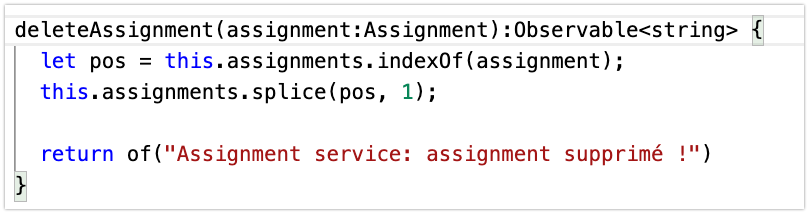 deleteAssignment(assignment:Assignment):Observable<string> {
let pos = this.assignments.indexOf(assignment);
this.assignments.splice(pos, 1);
return of("Assignment service: assignment supprimé !")
}